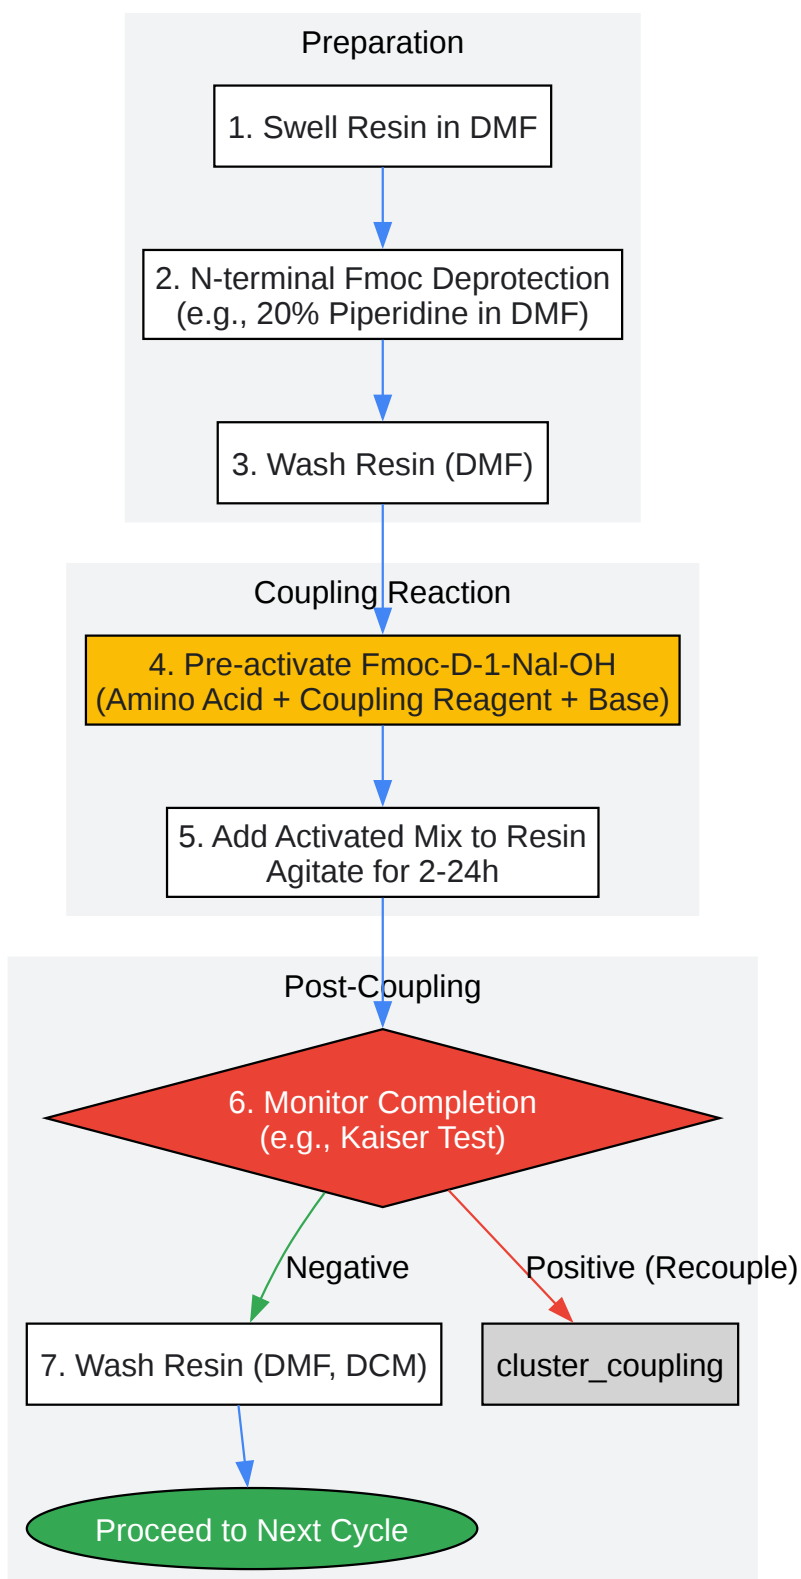 Preparation
1. Swell Resin in DMF
2. N-terminal Fmoc Deprotection
(e.g., 20% Piperidine in DMF)
3. Wash Resin (DMF)
Coupling Reaction
4. Pre-activate Fmoc-D-1-Nal-OH
(Amino Acid + Coupling Reagent + Base)
5. Add Activated Mix to Resin
Agitate for 2-24h
Post-Coupling
6. Monitor Completion
(e.g., Kaiser Test)
Negative
Positive (Recouple)
7. Wash Resin (DMF, DCM)
cluster_coupling
Proceed to Next Cycle